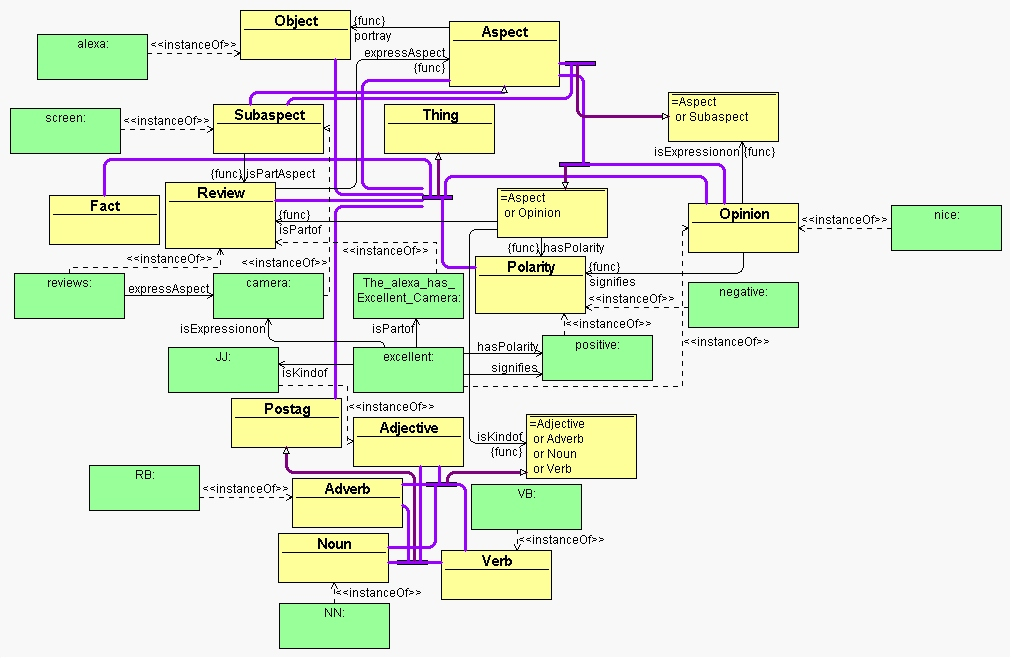 Object
{func}
portray
Aspect
alexa:
<<instanceOf>>
expressAspect
{func}
Subaspect
Thing
=Aspect
or Subaspect
screen:
<<instanceOf>>
isExpressionon {func}
{func} isPartAspect
Review
Fact
=Aspect
or Opinion
{func}
isPartof
Opinion
<<instanceOf>>
nice:
<<instanceOf>>
<<instanceOf>>
<<instanceOf>>
{func} hasPolarity
Polarity
{func}
signifies
reviews:
expressAspect
camera:
The_alexa_has_
Excellent_Camera:
<<instanceOf>>
negative:
isExpressionon
isPartof
<<instanceOf>>
<<instanceOf>>
JJ:
isKindof
excellent:
hasPolarity
signifies
positive:
Postag
<<instanceOf>>
Adjective
isKindof
{func}
=Adjective
or Adverb
or Noun
or Verb
RB:
<<instanceOf>>
Adverb
VB:
Noun
<<instanceOf>>
Verb
<<instanceOf>>
NN: